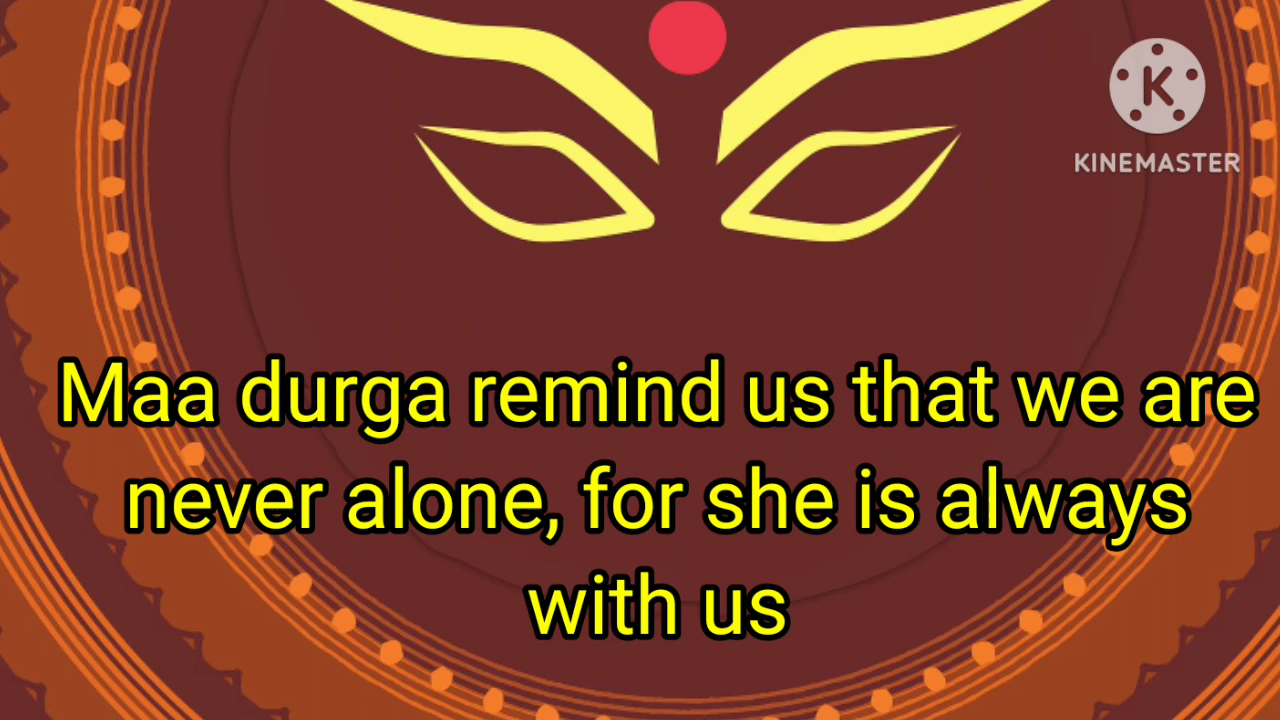 K
KINEMASTER
Maa durga remind us that we are
never alone, for she is always
with us